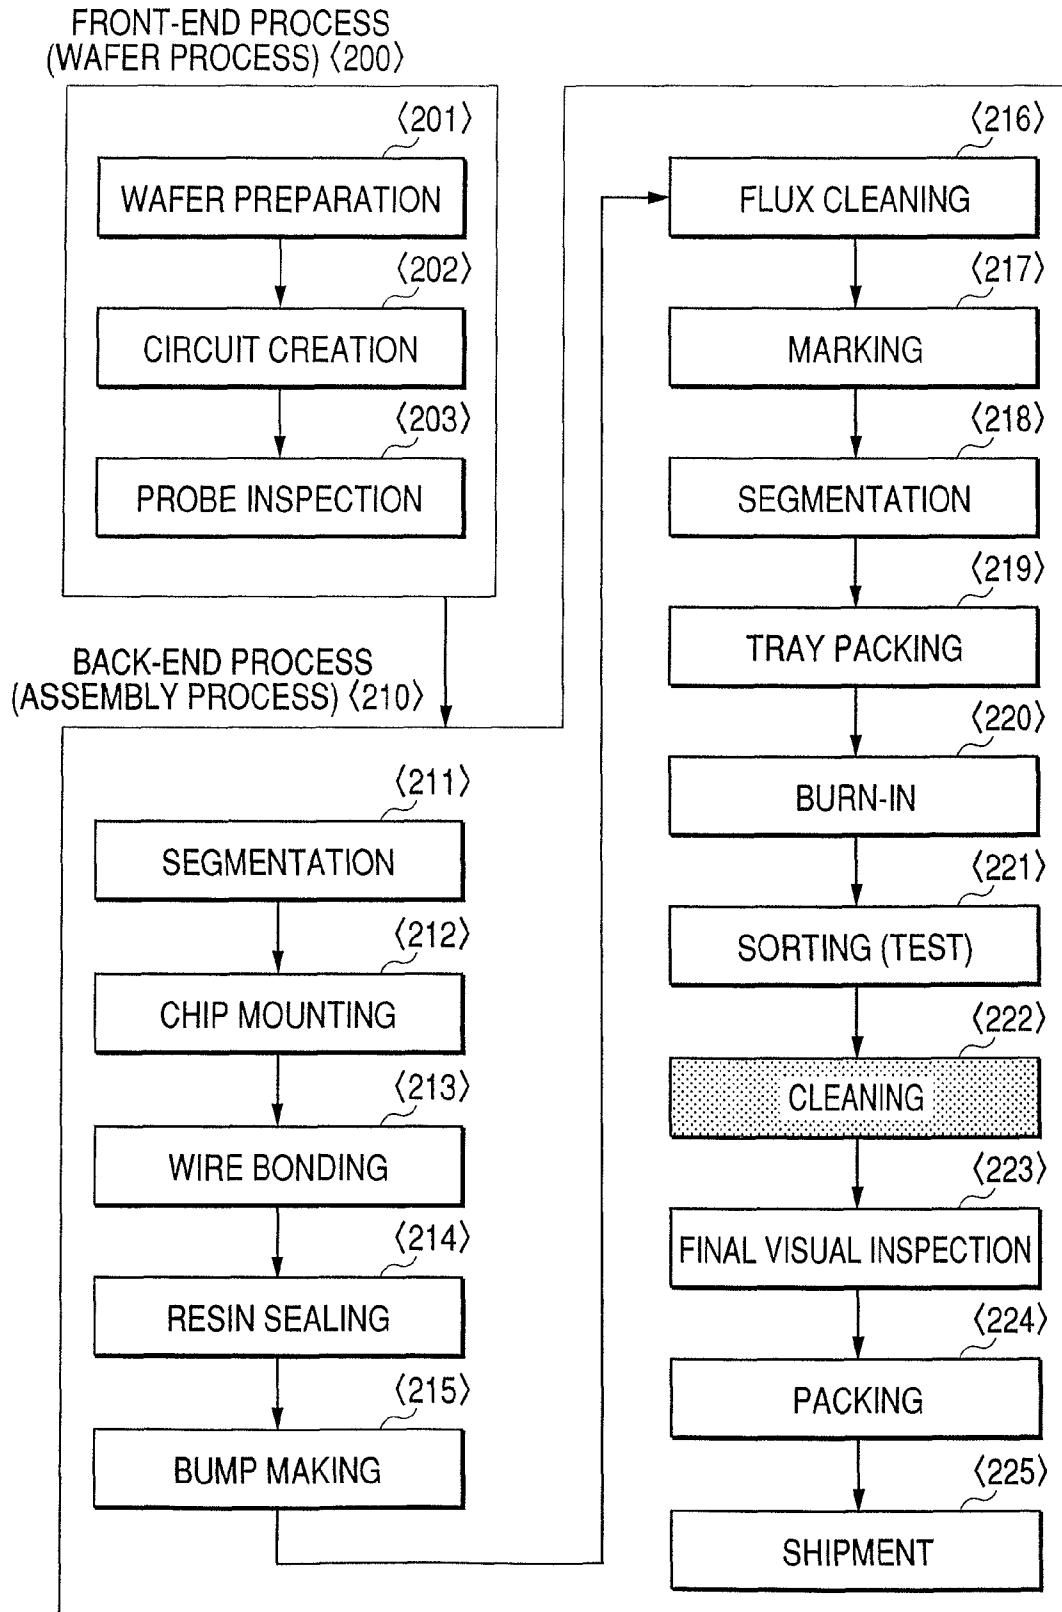 FRONT-END PROCESS
(WAFER PROCESS) 〈200〉
〈201〉
WAFER PREPARATION
〈202〉
CIRCUIT CREATION
〈203〉
PROBE INSPECTION
BACK-END PROCESS
(ASSEMBLY PROCESS) 〈210〉
〈211〉
SEGMENTATION
〈212〉
CHIP MOUNTING
〈213〉
WIRE BONDING
〈214〉
RESIN SEALING
〈215〉
BUMP MAKING
〈216〉
FLUX CLEANING
〈217〉
MARKING
〈218〉
SEGMENTATION
〈219〉
TRAY PACKING
〈220〉
BURN-IN
〈221〉
SORTING (TEST)
〈222〉
CLEANING
〈223〉
FINAL VISUAL INSPECTION
〈224〉
PACKING
〈225〉
SHIPMENT